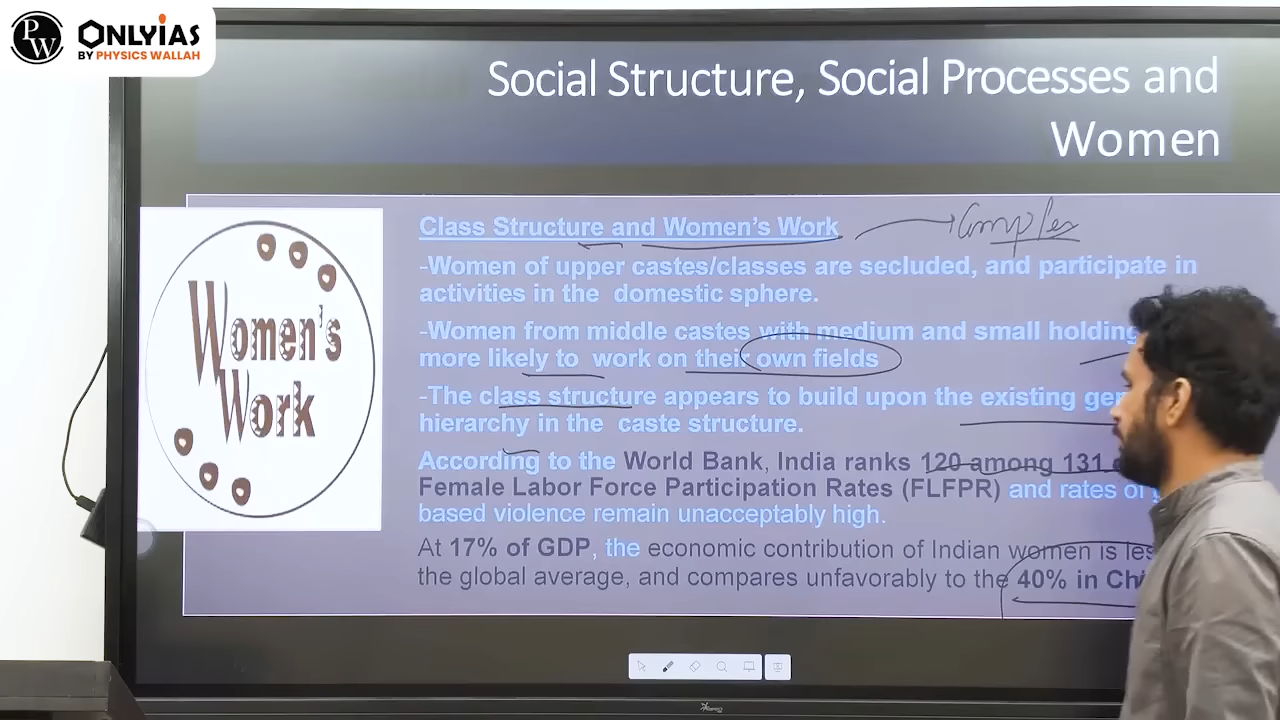 PW
ONLYIAS
BY PHYSICS WALLAH
Social Structure, Social Processes and
Women
Class Structure and Women's Work
Complex
-Women of upper castes/classes are secluded, and participate in
activities in the domestic sphere.
-Women from middle castes with medium and small holding
more likely to work on their own fields
-The class structure appears to build upon the existing
hierarchy in the caste structure.
According to the World Bank, India ranks 120 among 131
Female Labor Force Participation Rates (FLFPR) and rates of
based violence remain unacceptably high.
At 17% of GDP, the economic contribution of Indian women is
the global average, and compares unfavorably to the 40% in
Women's
Work